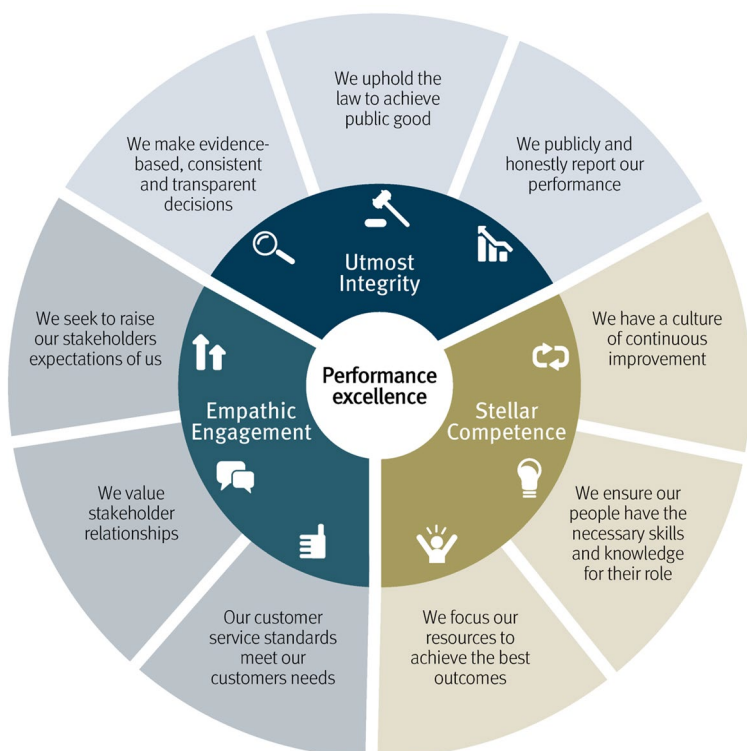 We uphold the
law to achieve
public good
We make evidence-
based, consistent
and transparent
decisions
We publicly and
honestly report our
performance
Utmost
Integrity
We seek to raise
our stakeholders
expectations of us
We have a culture
of continuous
improvement
Performance
excellence
Empathic
Engagement
Stellar
Competence
We value
stakeholder
relationships
We ensure our
people have the
necessary skills
and knowledge
for their role
Our customer
service standards
meet our
customers needs
We focus our
resources to
achieve the best
outcomes